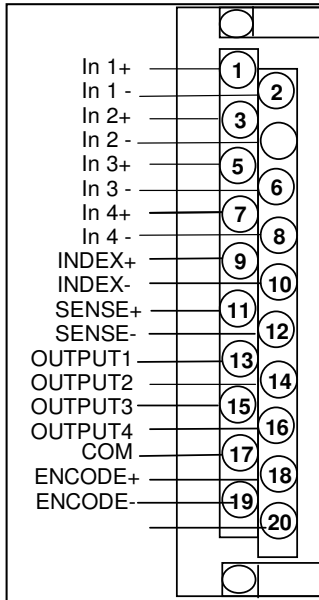 In 1+
1
In 1 -
2
In 2+
3
In 2 -
In 3+
5
In 3 -
6
In 4+
7
In 4 -
8
INDEX+
9
INDEX-
10
SENSE+
11
SENSE-
12
OUTPUT1
13
OUTPUT2
14
OUTPUT3
15
OUTPUT4
16
COM
17
ENCODE+
18
ENCODE-
19
20